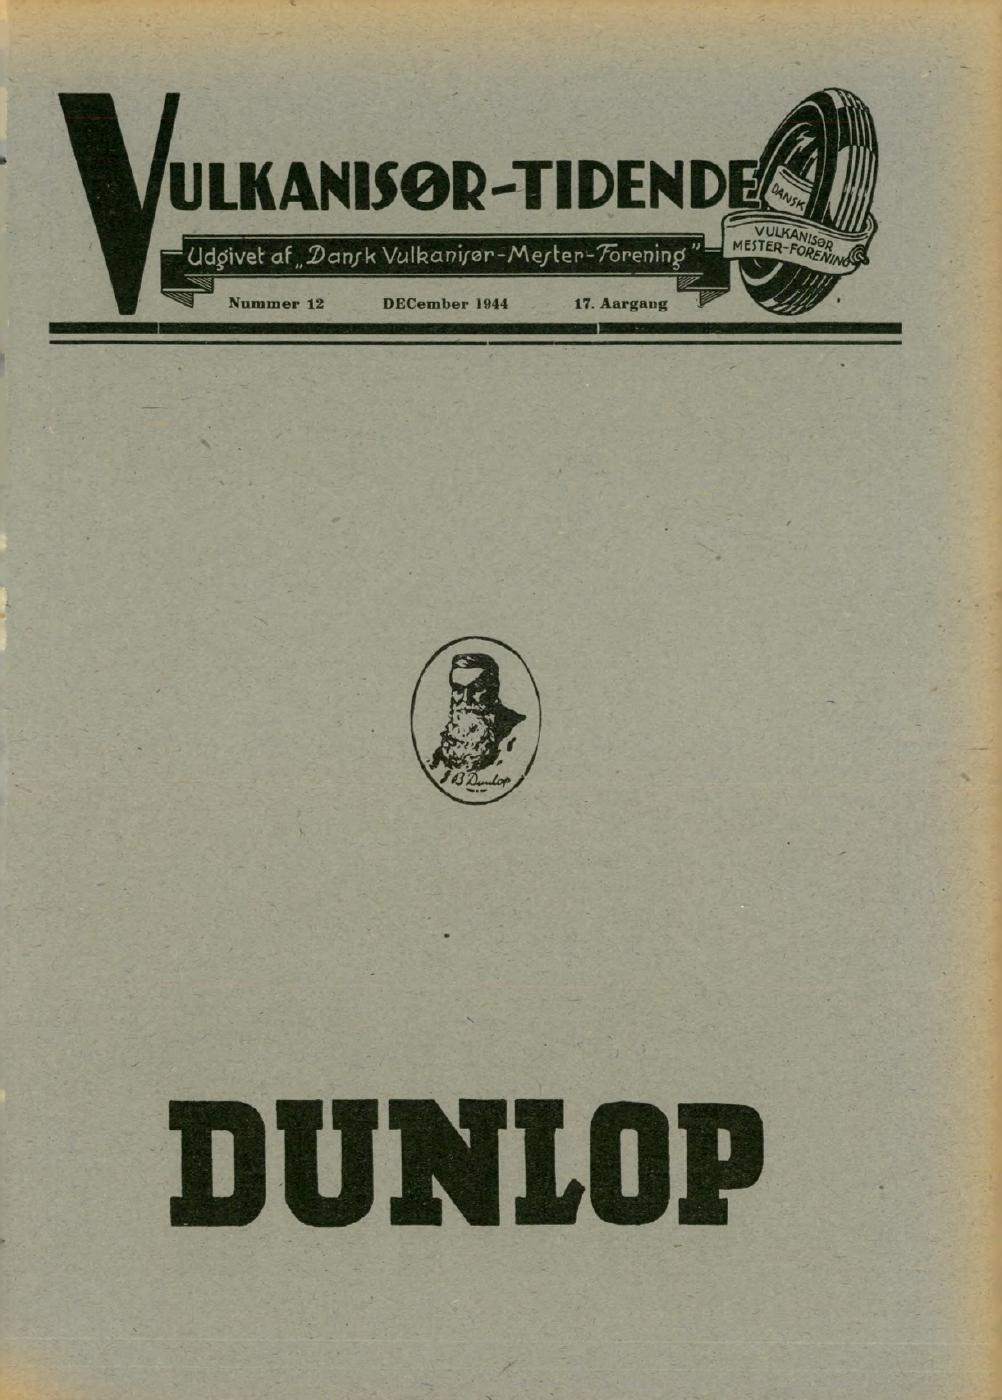 VULKANISØR-TIDENDE
DANSK
VULKANISØR
MESTER-FORENING
Udgivet af „Dansk Vulkanisør-Mester-Forening”
Nummer 12 DECember 1944 17. Aargang
J B Dunlop
DUNLOP